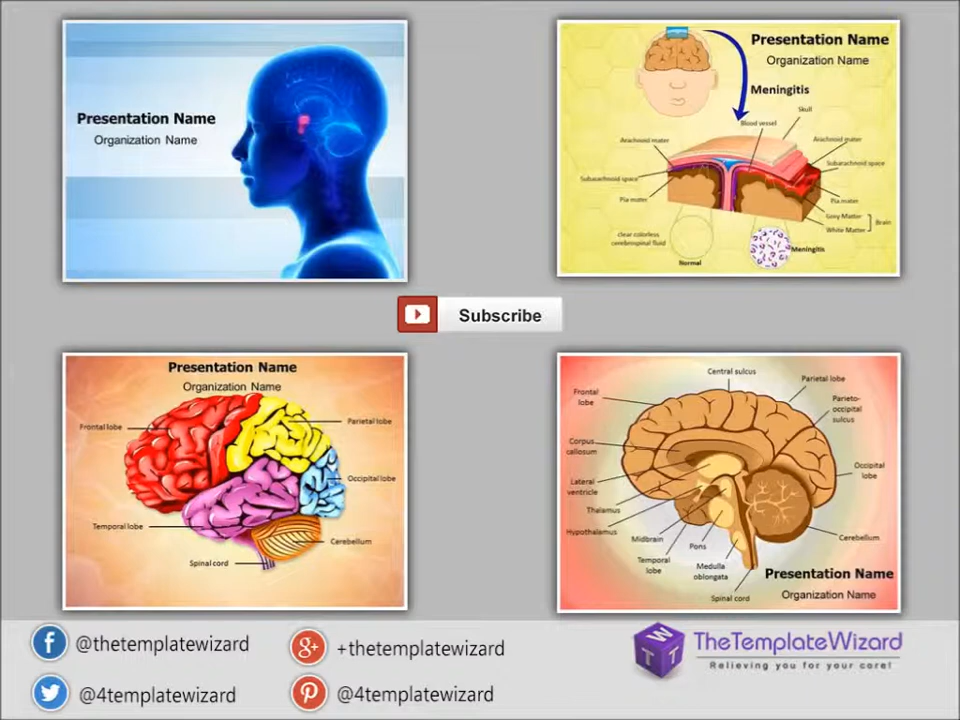 Presentation Name
Organization Name
Presentation Name
Organization Name
Meningitis
Skull
Blood vessel
Arachnoid mater
Arachnoid mater
Subarachnoid space
Subarachnoid space
Pia mater
Pia mater
Grey Matter
White Matter
Brain
clear colorless
cerebrospinal fluid
Normal
Meningitis
Subscribe
Presentation Name
Organization Name
Frontal lobe
Parietal lobe
Occipital lobe
Temporal lobe
Cerebellum
Spinal cord
Central sulcus
Parietal lobe
Frontal
lobe
Parieto-
occipital
sulcus
Corpus
callosum
Occipital
lobe
Lateral
ventricle
Thalamus
Hypothalamus
Midbrain
Cerebellum
Pons
Temporal
lobe
Medulla
oblongata
Spinal cord
Presentation Name
Organization Name
@thetemplatewizard
+thetemplatewizard
@4templatewizard
@4templatewizard
TheTemplateWizard
Relieving you for your core!